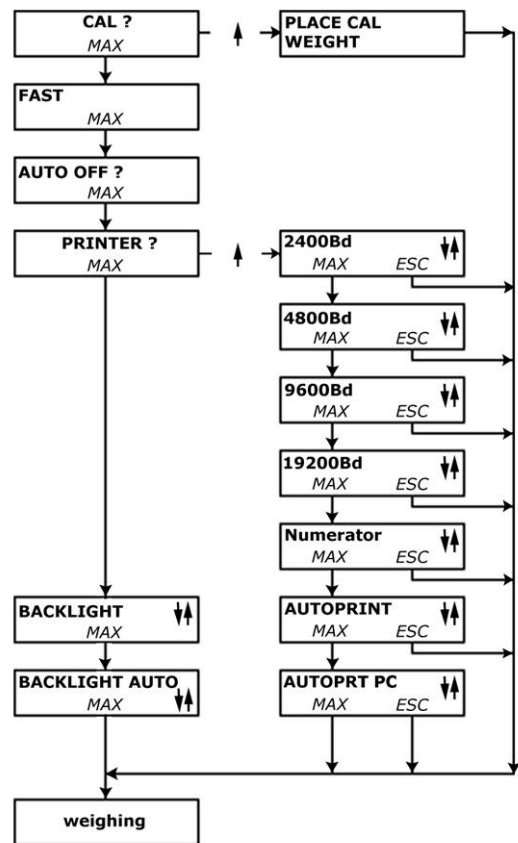 CAL ?
MAX
PLACE CAL
WEIGHT
FAST
MAX
AUTO OFF ?
MAX
PRINTER ?
MAX
2400Bd
MAX ESC
4800Bd
MAX ESC
9600Bd
MAX ESC
19200Bd
MAX ESC
Numerator
MAX ESC
BACKLIGHT
MAX
AUTOPRINT
MAX ESC
BACKLIGHT AUTO
MAX
AUTOPRT PC
MAX ESC
weighing